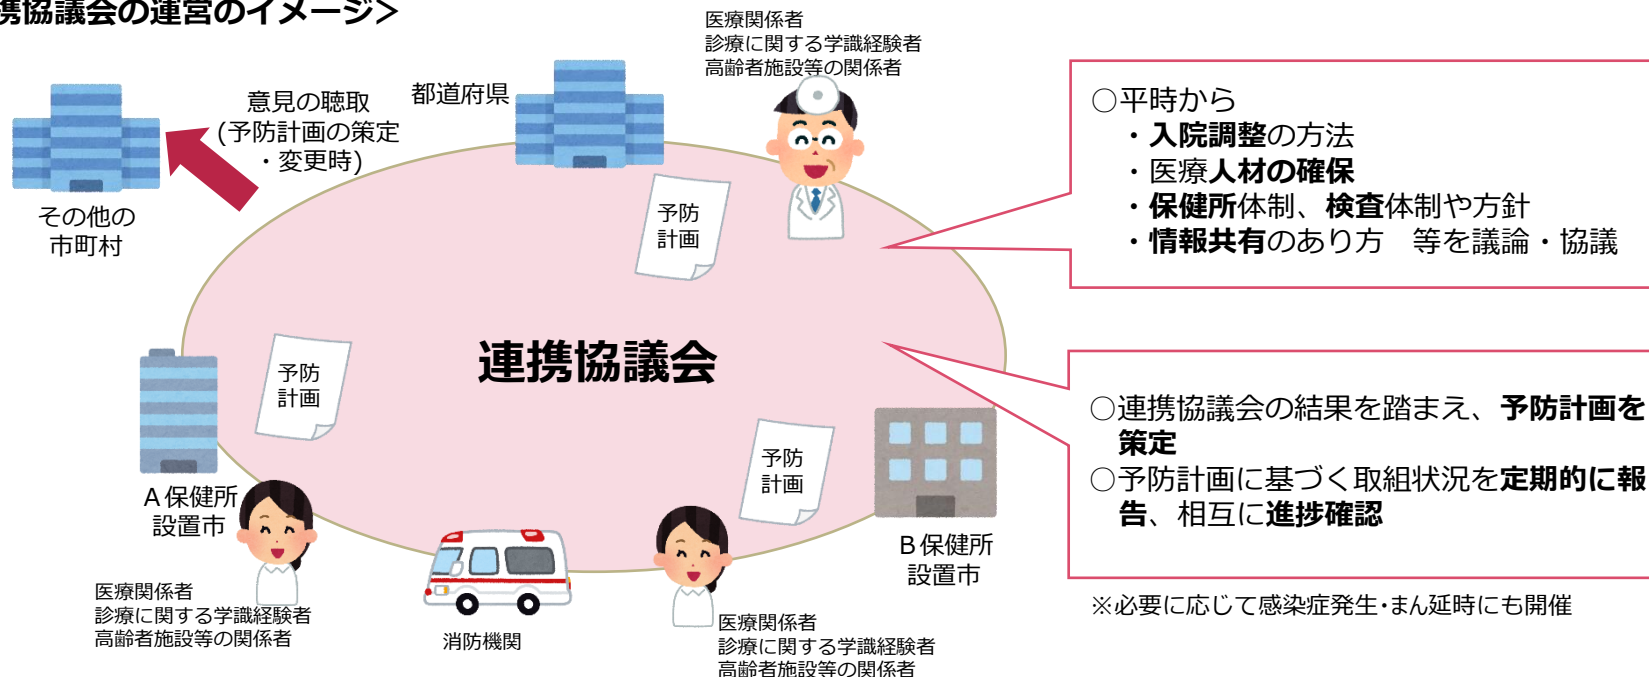 携協議会の運営のイメージ>
医療関係者
診療に関する学識経験者
高齢者施設等の関係者
都道府県
意見の聴取
(予防計画の策定
・変更時)
その他の
市町村
予防
計画
○平時から
・入院調整の方法
・医療人材の確保
・保健所体制、検査体制や方針
・情報共有のあり方　等を議論・協議
連携協議会
予防
計画
予防
計画
○連携協議会の結果を踏まえ、予防計画を
策定
○予防計画に基づく取組状況を定期的に報
告、相互に進捗確認
A保健所
設置市
B保健所
設置市
医療関係者
診療に関する学識経験者
高齢者施設等の関係者
消防機関
医療関係者
診療に関する学識経験者
高齢者施設等の関係者
※必要に応じて感染症発生・まん延時にも開催